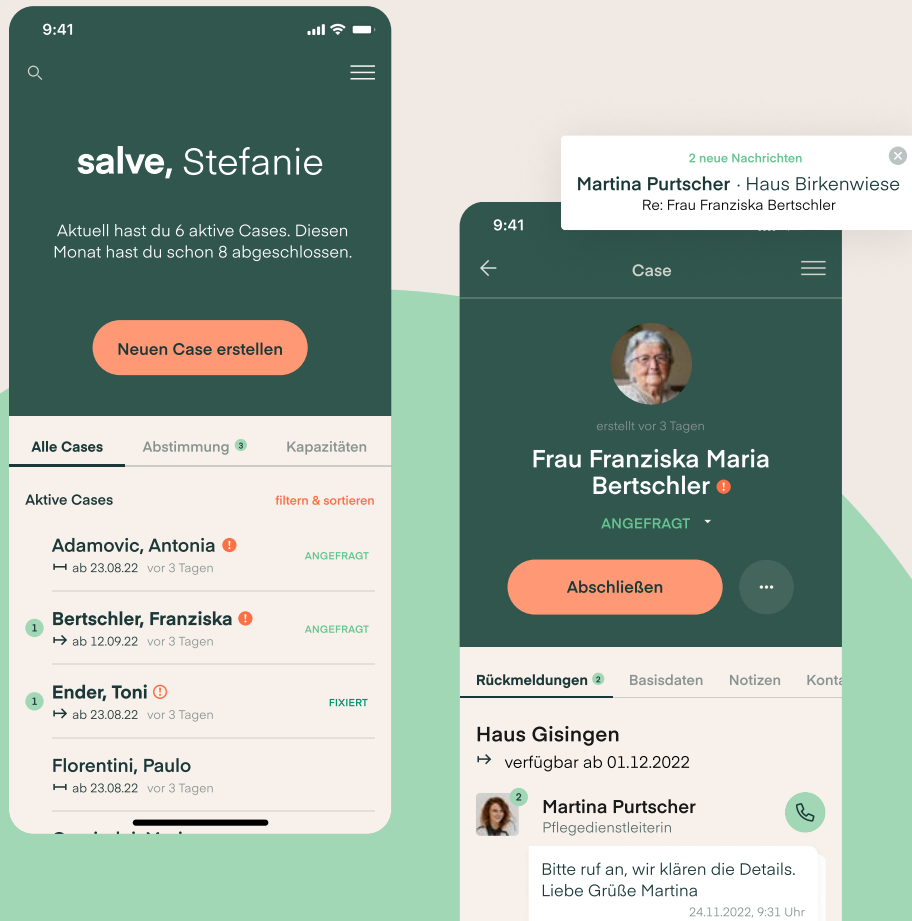 9:41
salve, Stefanie
Aktuell hast du 6 aktive Cases. Diesen
Monat hast du schon 8 abgeschlossen.
Neuen Case erstellen
Alle Cases
Abstimmung 3
Kapazitäten
Aktive Cases
filtern & sortieren
Adamovic, Antonia !
ANGEFRAGT
ab 23.08.22 vor 3 Tagen
1
Bertschler, Franziska !
ANGEFRAGT
ab 12.09.22 vor 3 Tagen
1
Ender, Toni !
FIXIERT
ab 23.08.22 vor 3 Tagen
Florentini, Paulo
ab 23.08.22 vor 3 Tagen
2 neue Nachrichten
Martina Purtscher · Haus Birkenwiese
Re: Frau Franziska Bertschler
9:41
Case
erstellt vor 3 Tagen
Frau Franziska Maria
Bertschler !
ANGEFRAGT
Abschließen
Rückmeldungen 2
Basisdaten
Notizen
Konta
Haus Gisingen
verfügbar ab 01.12.2022
2
Martina Purtscher
Pflegedienstleiterin
Bitte ruf an, wir klären die Details.
Liebe Grüße Martina
24.11.2022, 9:31 Uhr